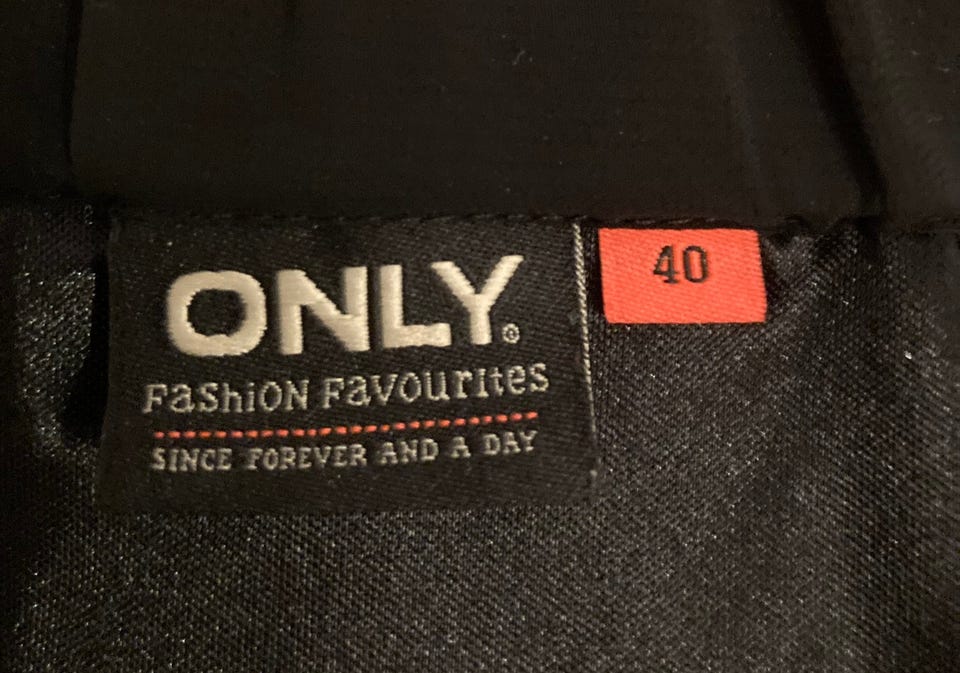 ONLY®
Fashion Favourites
SINCE FOREVER AND A DAY
40